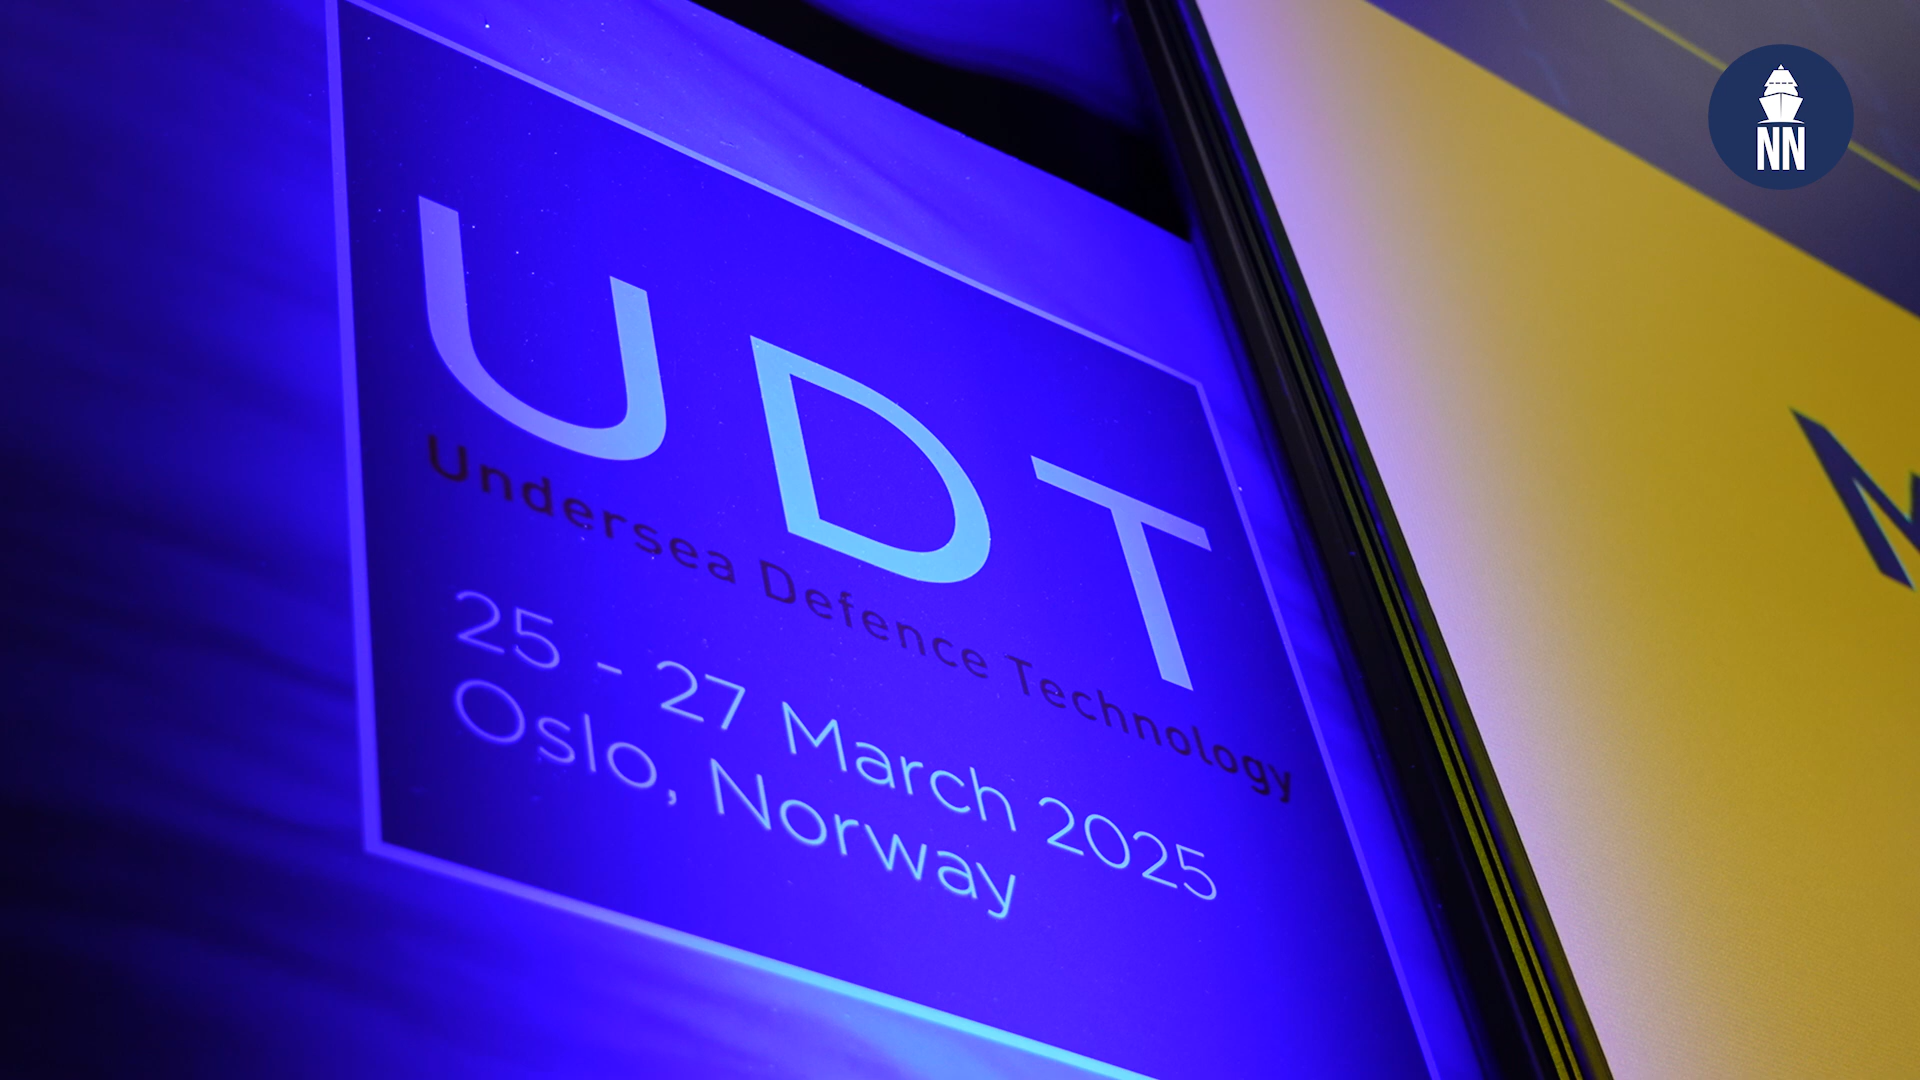 UDT
Undersea Defence Technology
25 - 27 March 2025
Oslo, Norway
NN